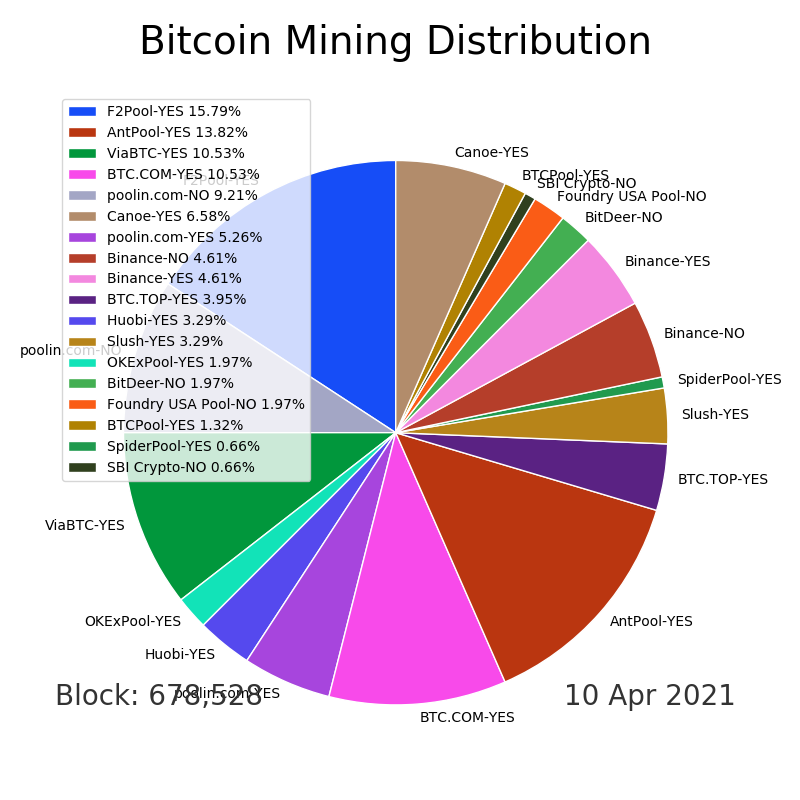 Bitcoin Mining Distribution
F2Pool-YES 15.79%
AntPool-YES 13.82%
ViaBTC-YES 10.53%
BTC.COM-YES 10.53%
poolin.com-NO 9.21%
Canoe-YES 6.58%
poolin.com-YES 5.26%
Binance-NO 4.61%
Binance-YES 4.61%
BTC.TOP-YES 3.95%
Huobi-YES 3.29%
Slush-YES 3.29%
OKExPool-YES 1.97%
BitDeer-NO 1.97%
Foundry USA Pool-NO 1.97%
BTCPool-YES 1.32%
SpiderPool-YES 0.66%
SBI Crypto-NO 0.66%
Canoe-YES
BTCPool-YES
SBI Crypto-NO
Foundry USA Pool-NO
BitDeer-NO
Binance-YES
Binance-NO
SpiderPool-YES
Slush-YES
BTC.TOP-YES
AntPool-YES
BTC.COM-YES
poolin.com-YES
Huobi-YES
OKExPool-YES
ViaBTC-YES
poolin.com-NO
F2Pool-YES
Block: 678,528
10 Apr 2021